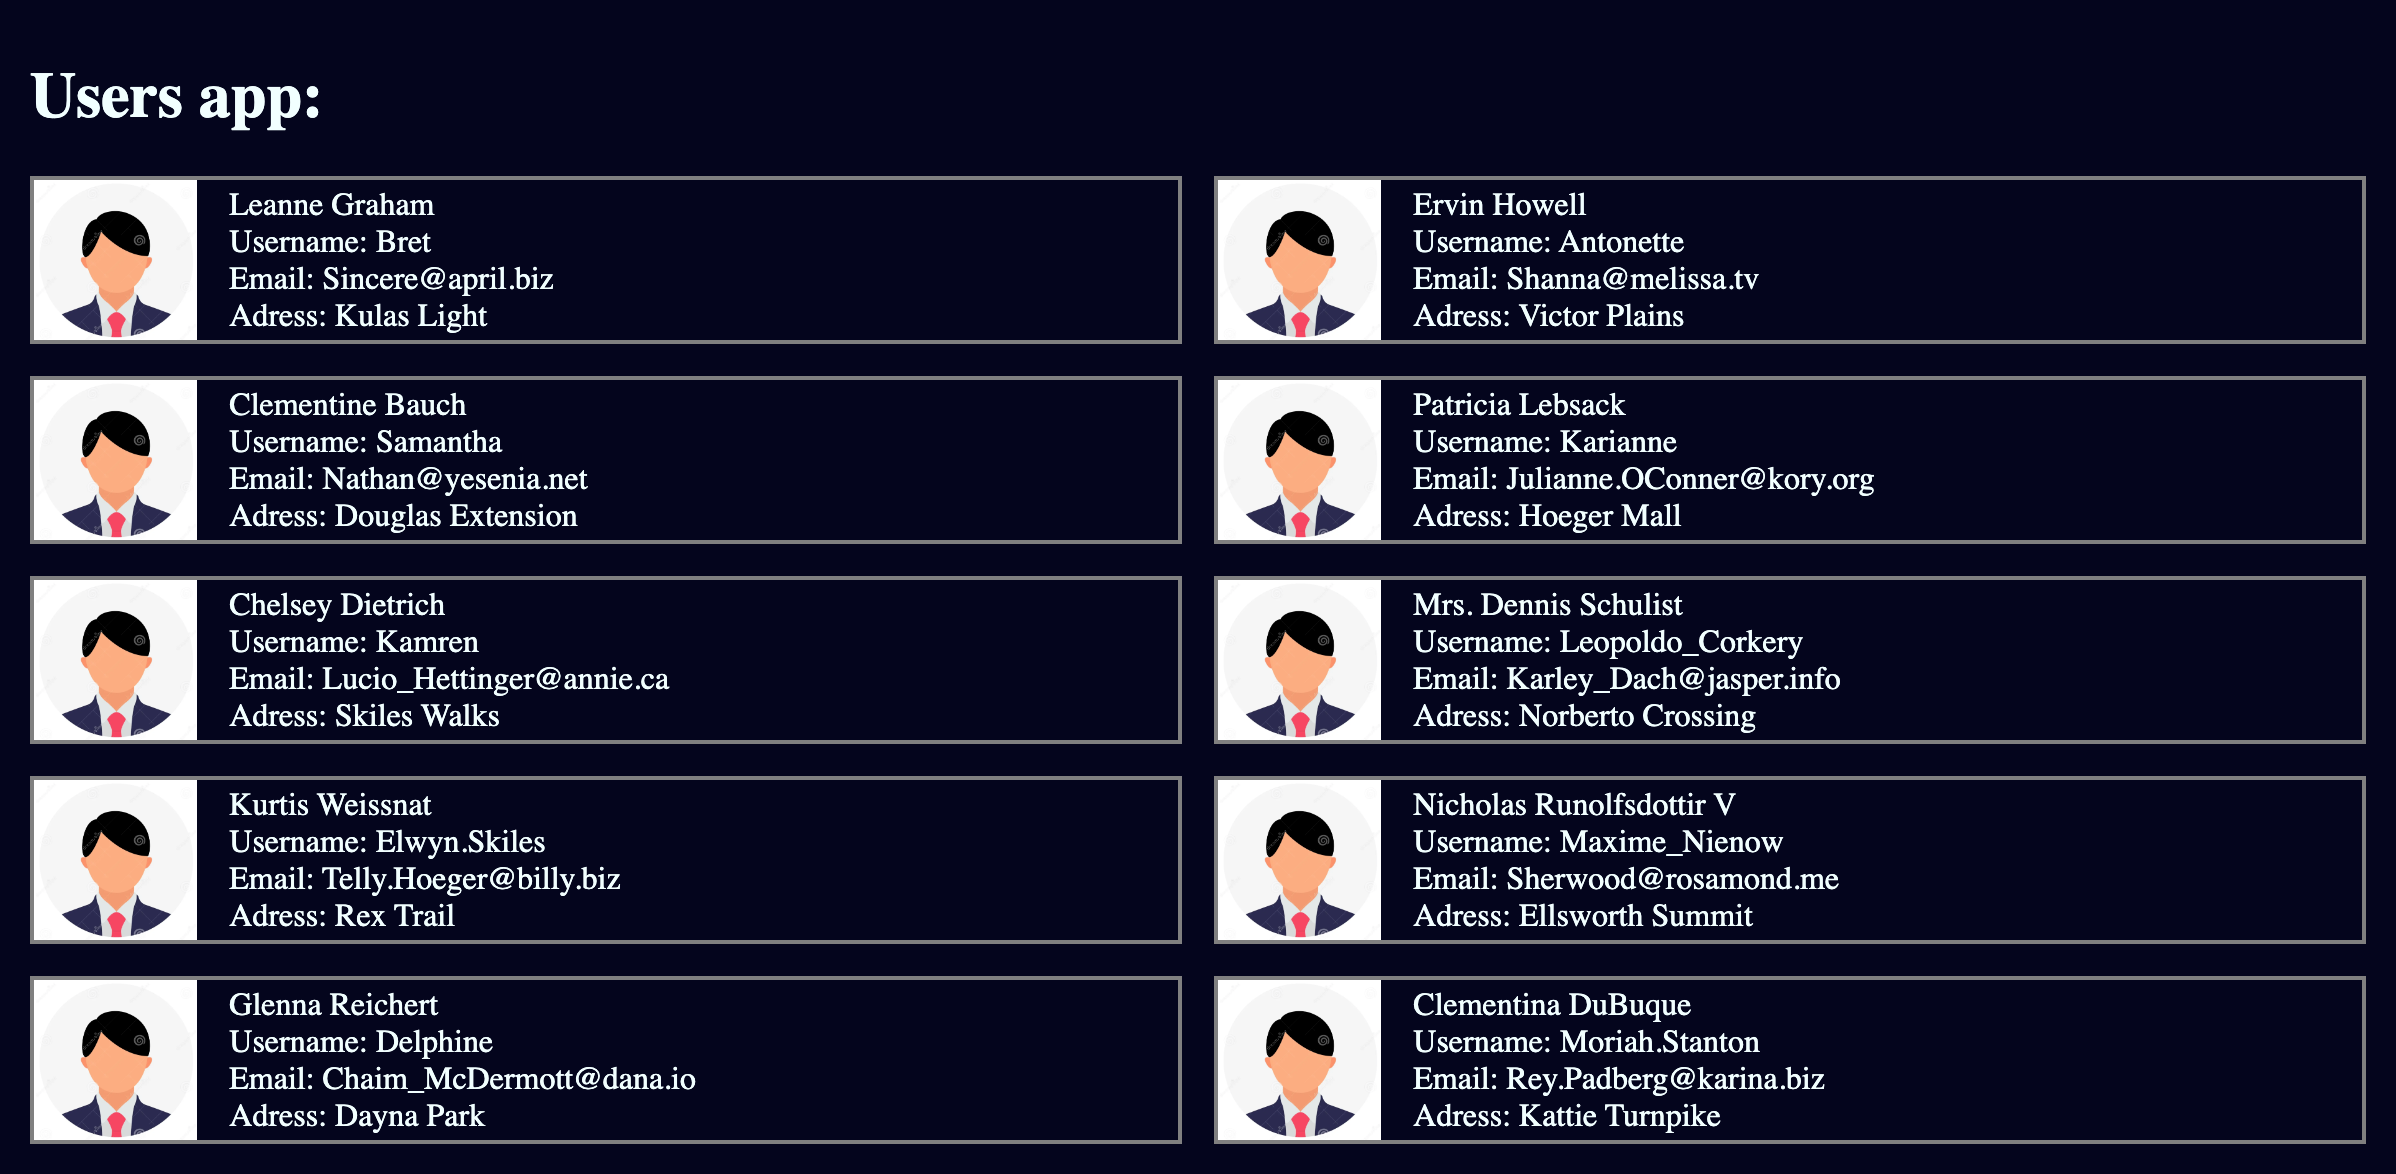 Users app:
Leanne Graham
Username: Bret
Email: Sincere@april.biz
Adress: Kulas Light
Ervin Howell
Username: Antonette
Email: Shanna@melissa.tv
Adress: Victor Plains
Clementine Bauch
Username: Samantha
Email: Nathan@yesenia.net
Adress: Douglas Extension
Patricia Lebsack
Username: Karianne
Email: Julianne.OConner@kory.org
Adress: Hoeger Mall
Chelsey Dietrich
Username: Kamren
Email: Lucio_Hettinger@annie.ca
Adress: Skiles Walks
Mrs. Dennis Schulist
Username: Leopoldo_Corkery
Email: Karley_Dach@jasper.info
Adress: Norberto Crossing
Kurtis Weissnat
Username: Elwyn.Skiles
Email: Telly.Hoeger@billy.biz
Adress: Rex Trail
Nicholas Runolfsdottir V
Username: Maxime_Nienow
Email: Sherwood@rosamond.me
Adress: Ellsworth Summit
Glenna Reichert
Username: Delphine
Email: Chaim_McDermott@dana.io
Adress: Dayna Park
Clementina DuBuque
Username: Moriah.Stanton
Email: Rey.Padberg@karina.biz
Adress: Kattie Turnpike